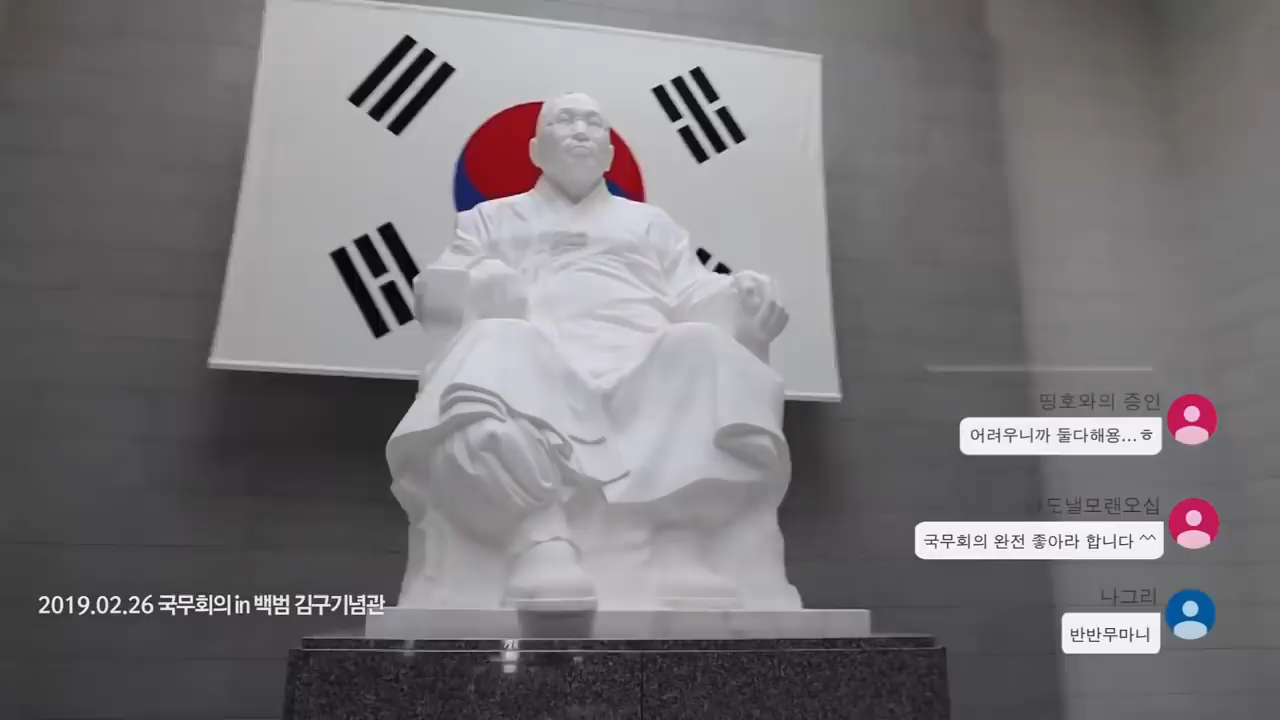 띵호와의 증인
어려우니까 둘다해용...ㅎ
도낼모랜오십
국무회의 완전 좋아라 합니다 ^^
2019.02.26 국무회의 in 백범 김구기념관
나그리
반반무마니